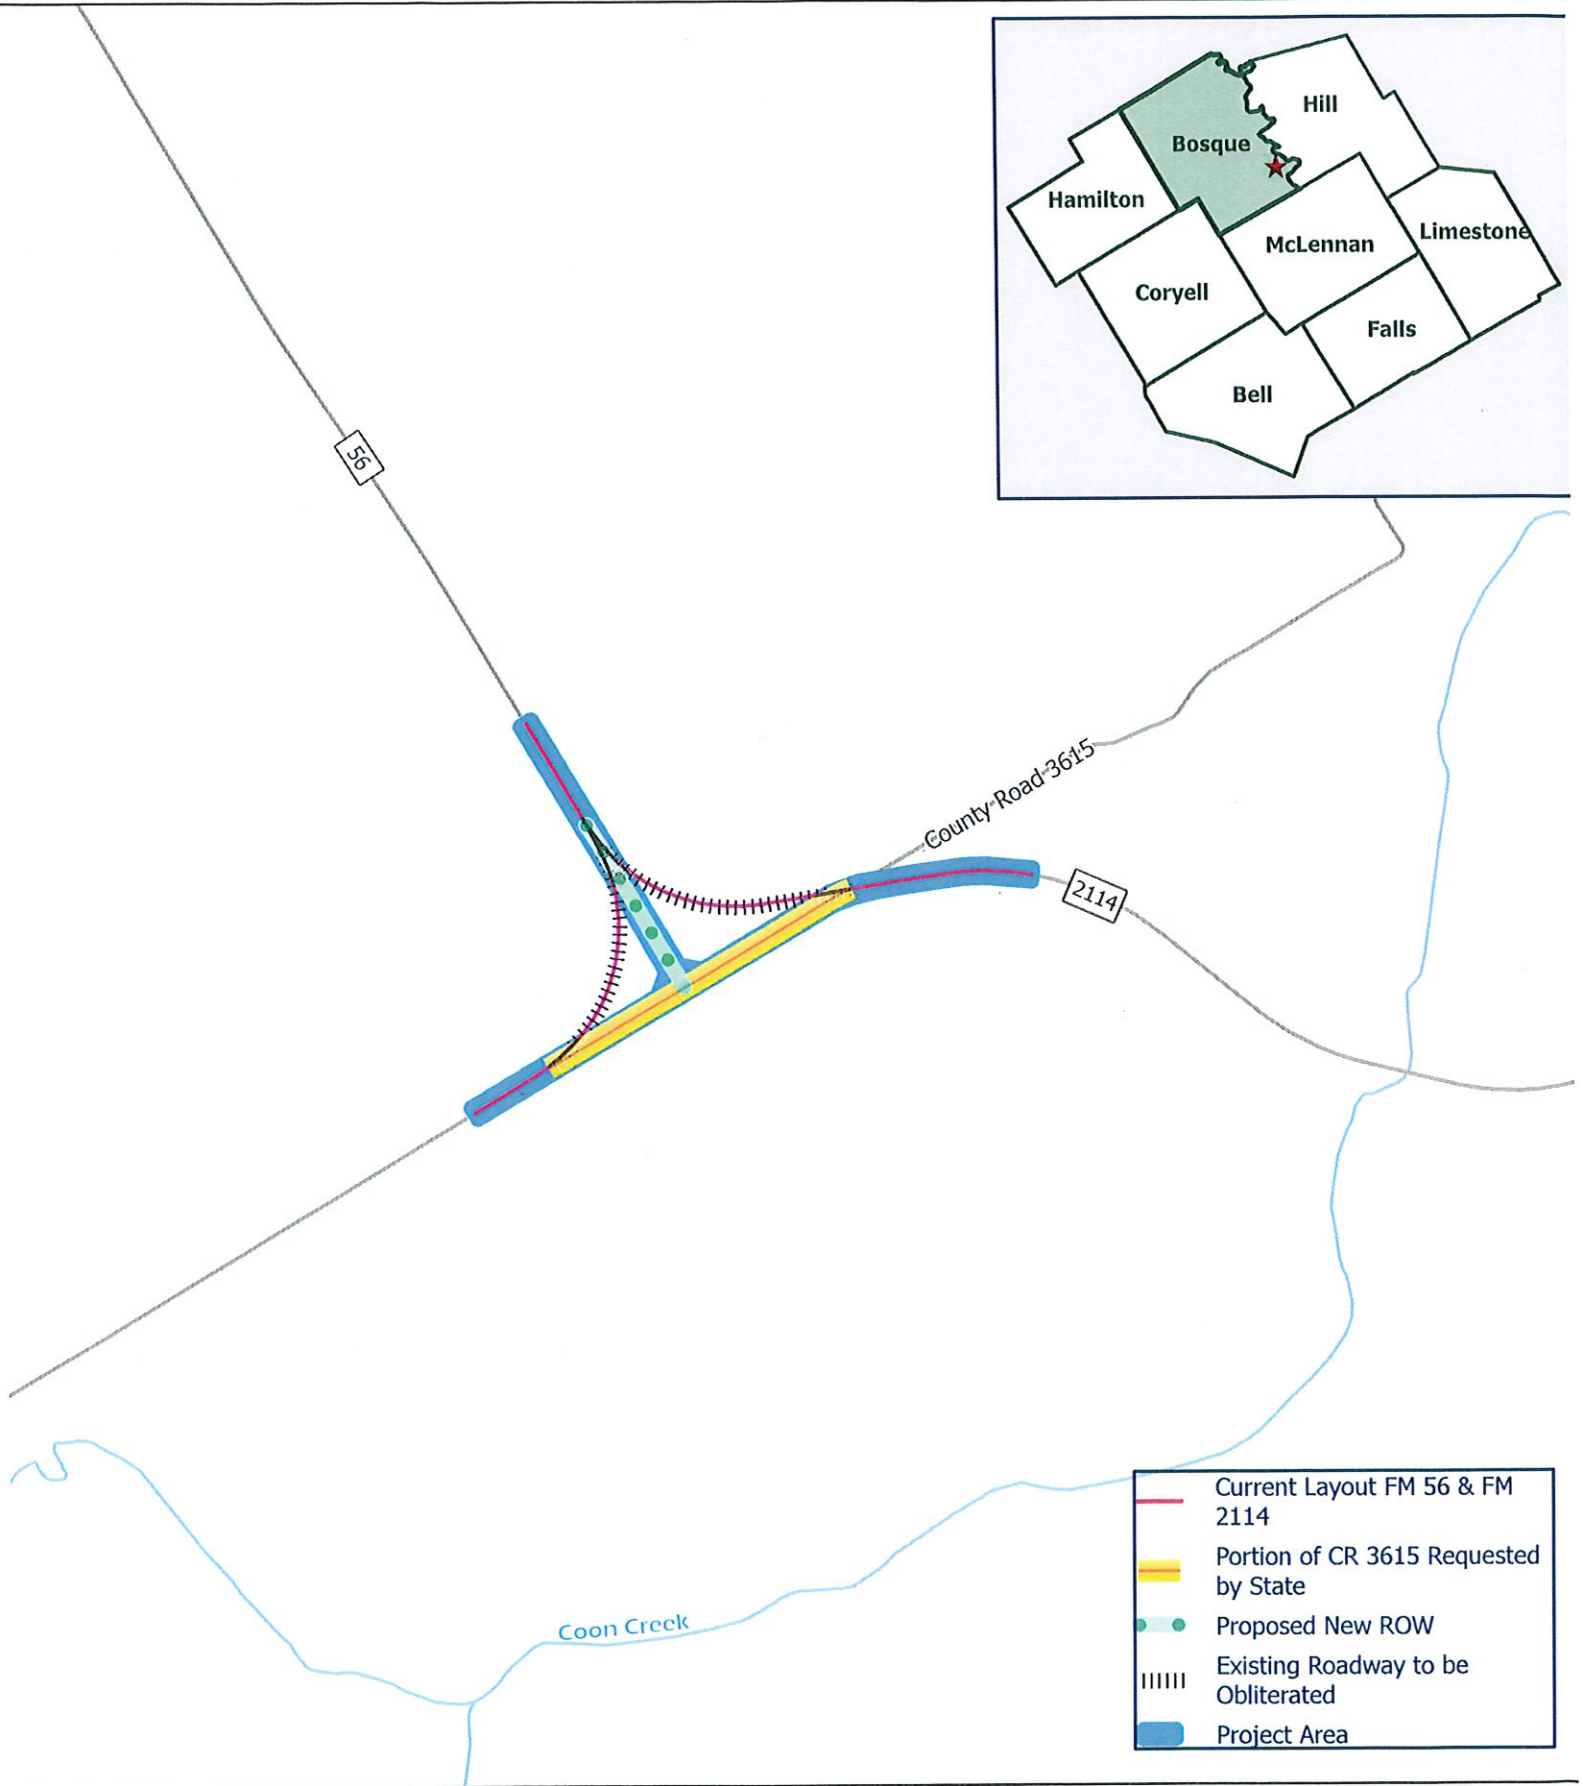 Hill
Bosque
Hamilton
Limestone
McLennan
Coryell
Falls
Bell
56
County Road 3615
2114
Current Layout FM 56 & FM
2114
Portion of CR 3615 Requested
by State
Proposed New ROW
Existing Roadway to be
Obliterated
Project Area
Coon Creek